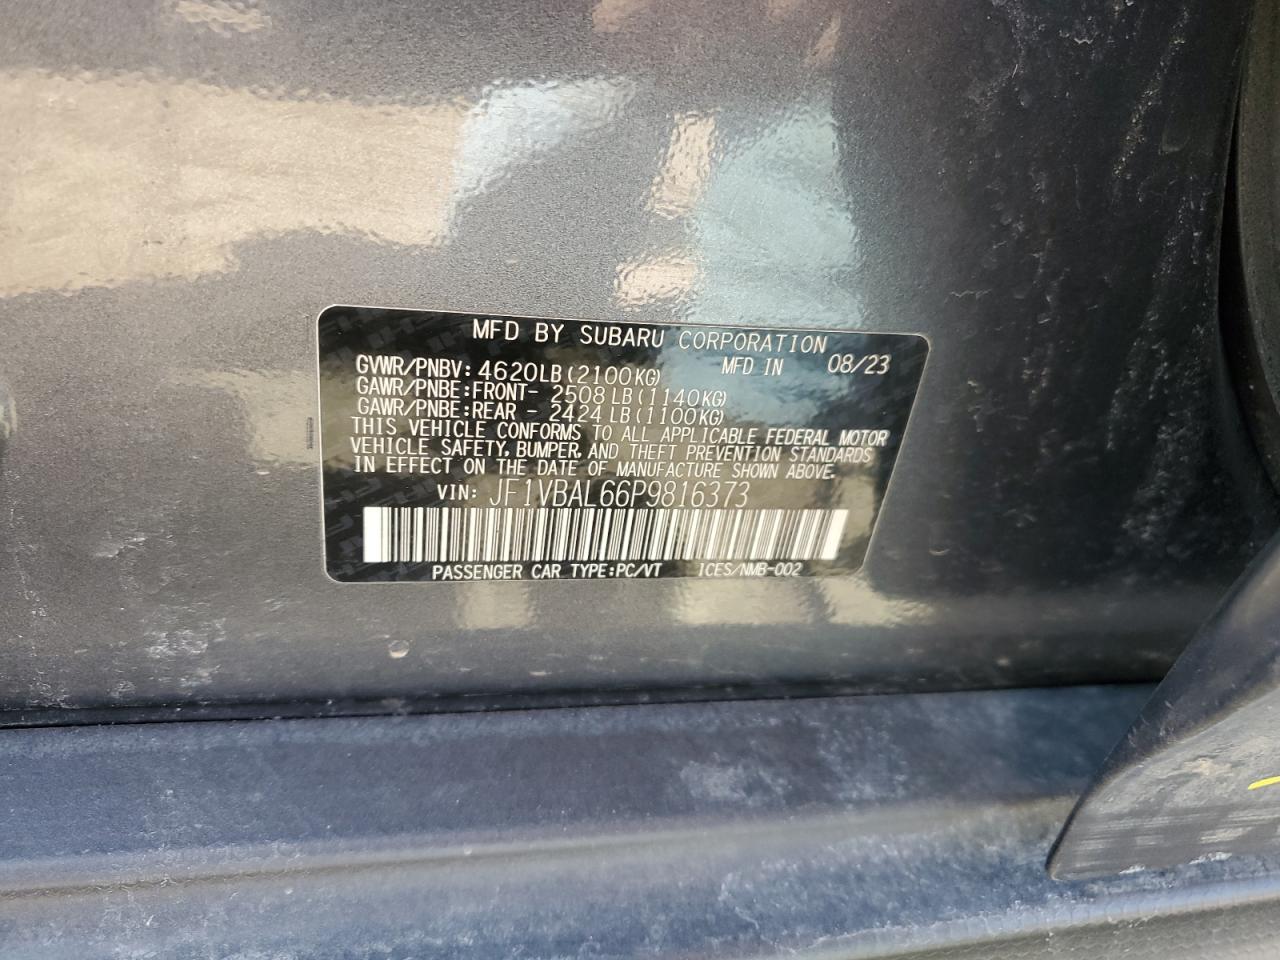 MFD BY SUBARU CORPORATION
GVWR/PNBV: 4620LB(2100KG) MFD IN 08/23
GAWR/PNBE:FRONT- 2508 LB(1140KG)
GAWR/PNBE:REAR - 2424 LB(1100KG)
THIS VEHICLE CONFORMS TO ALL APPLICABLE FEDERAL MOTOR
VEHICLE SAFETY, BUMPER, AND THEFT PREVENTION STANDARDS
IN EFFECT ON THE DATE OF MANUFACTURE SHOWN ABOVE.
VIN: JF1VBAL66P9816373
PASSENGER CAR TYPE:PC/VT ICES/NMB-002